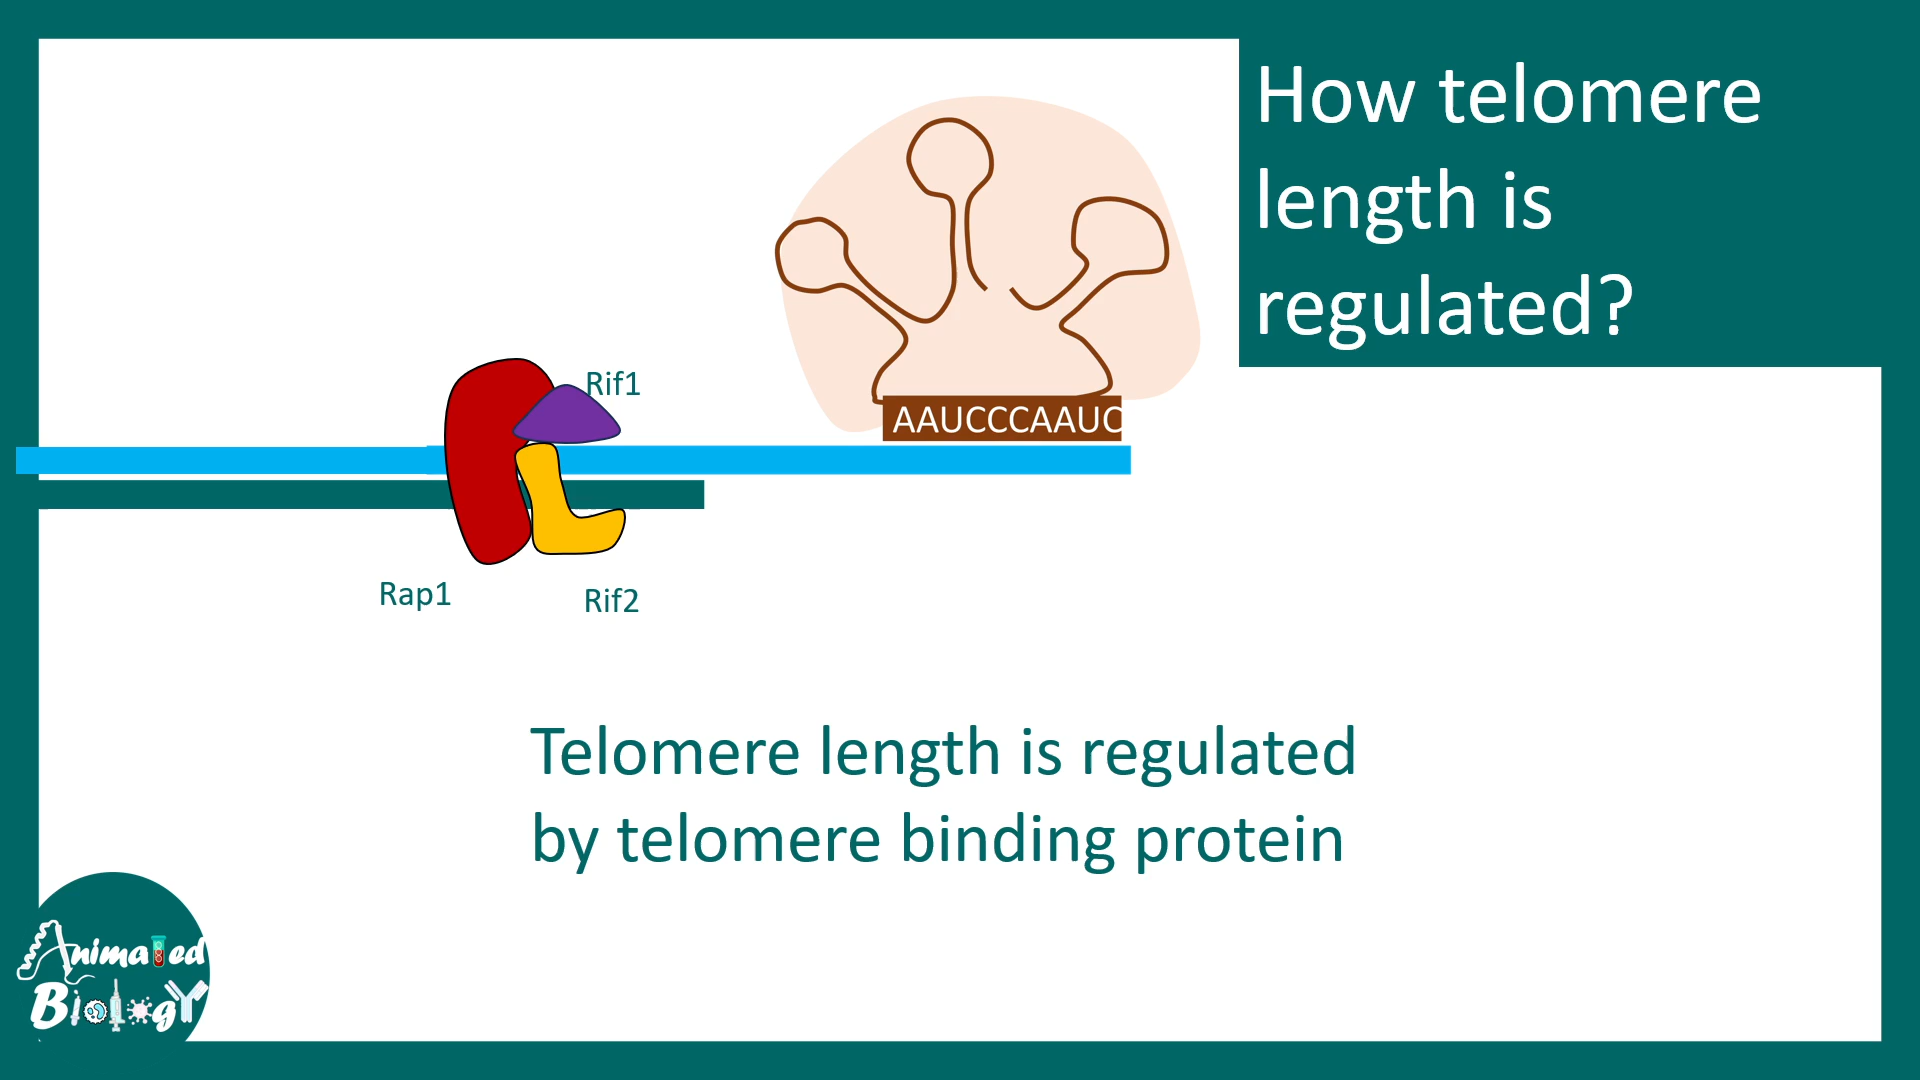 How telomere
length is
regulated?
Rif1
AAUCCCAAUC
Rap1
Rif2
Telomere length is regulated
by telomere binding protein
Animated
Biology